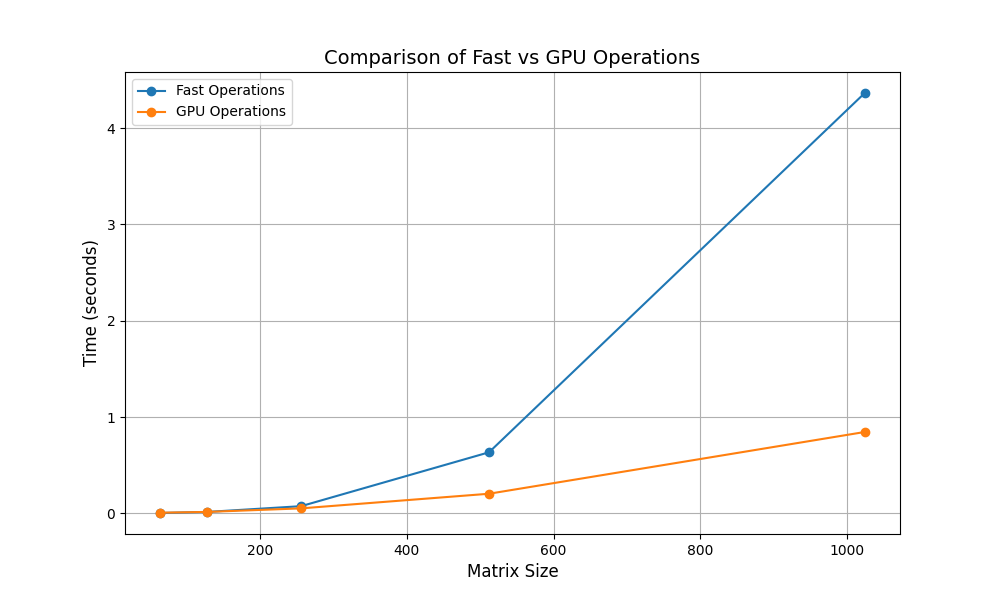 Comparison of Fast vs GPU Operations
Fast Operations
GPU Operations
Time (seconds)
4
3
2
1
0
200 400 600 800 1000
Matrix Size